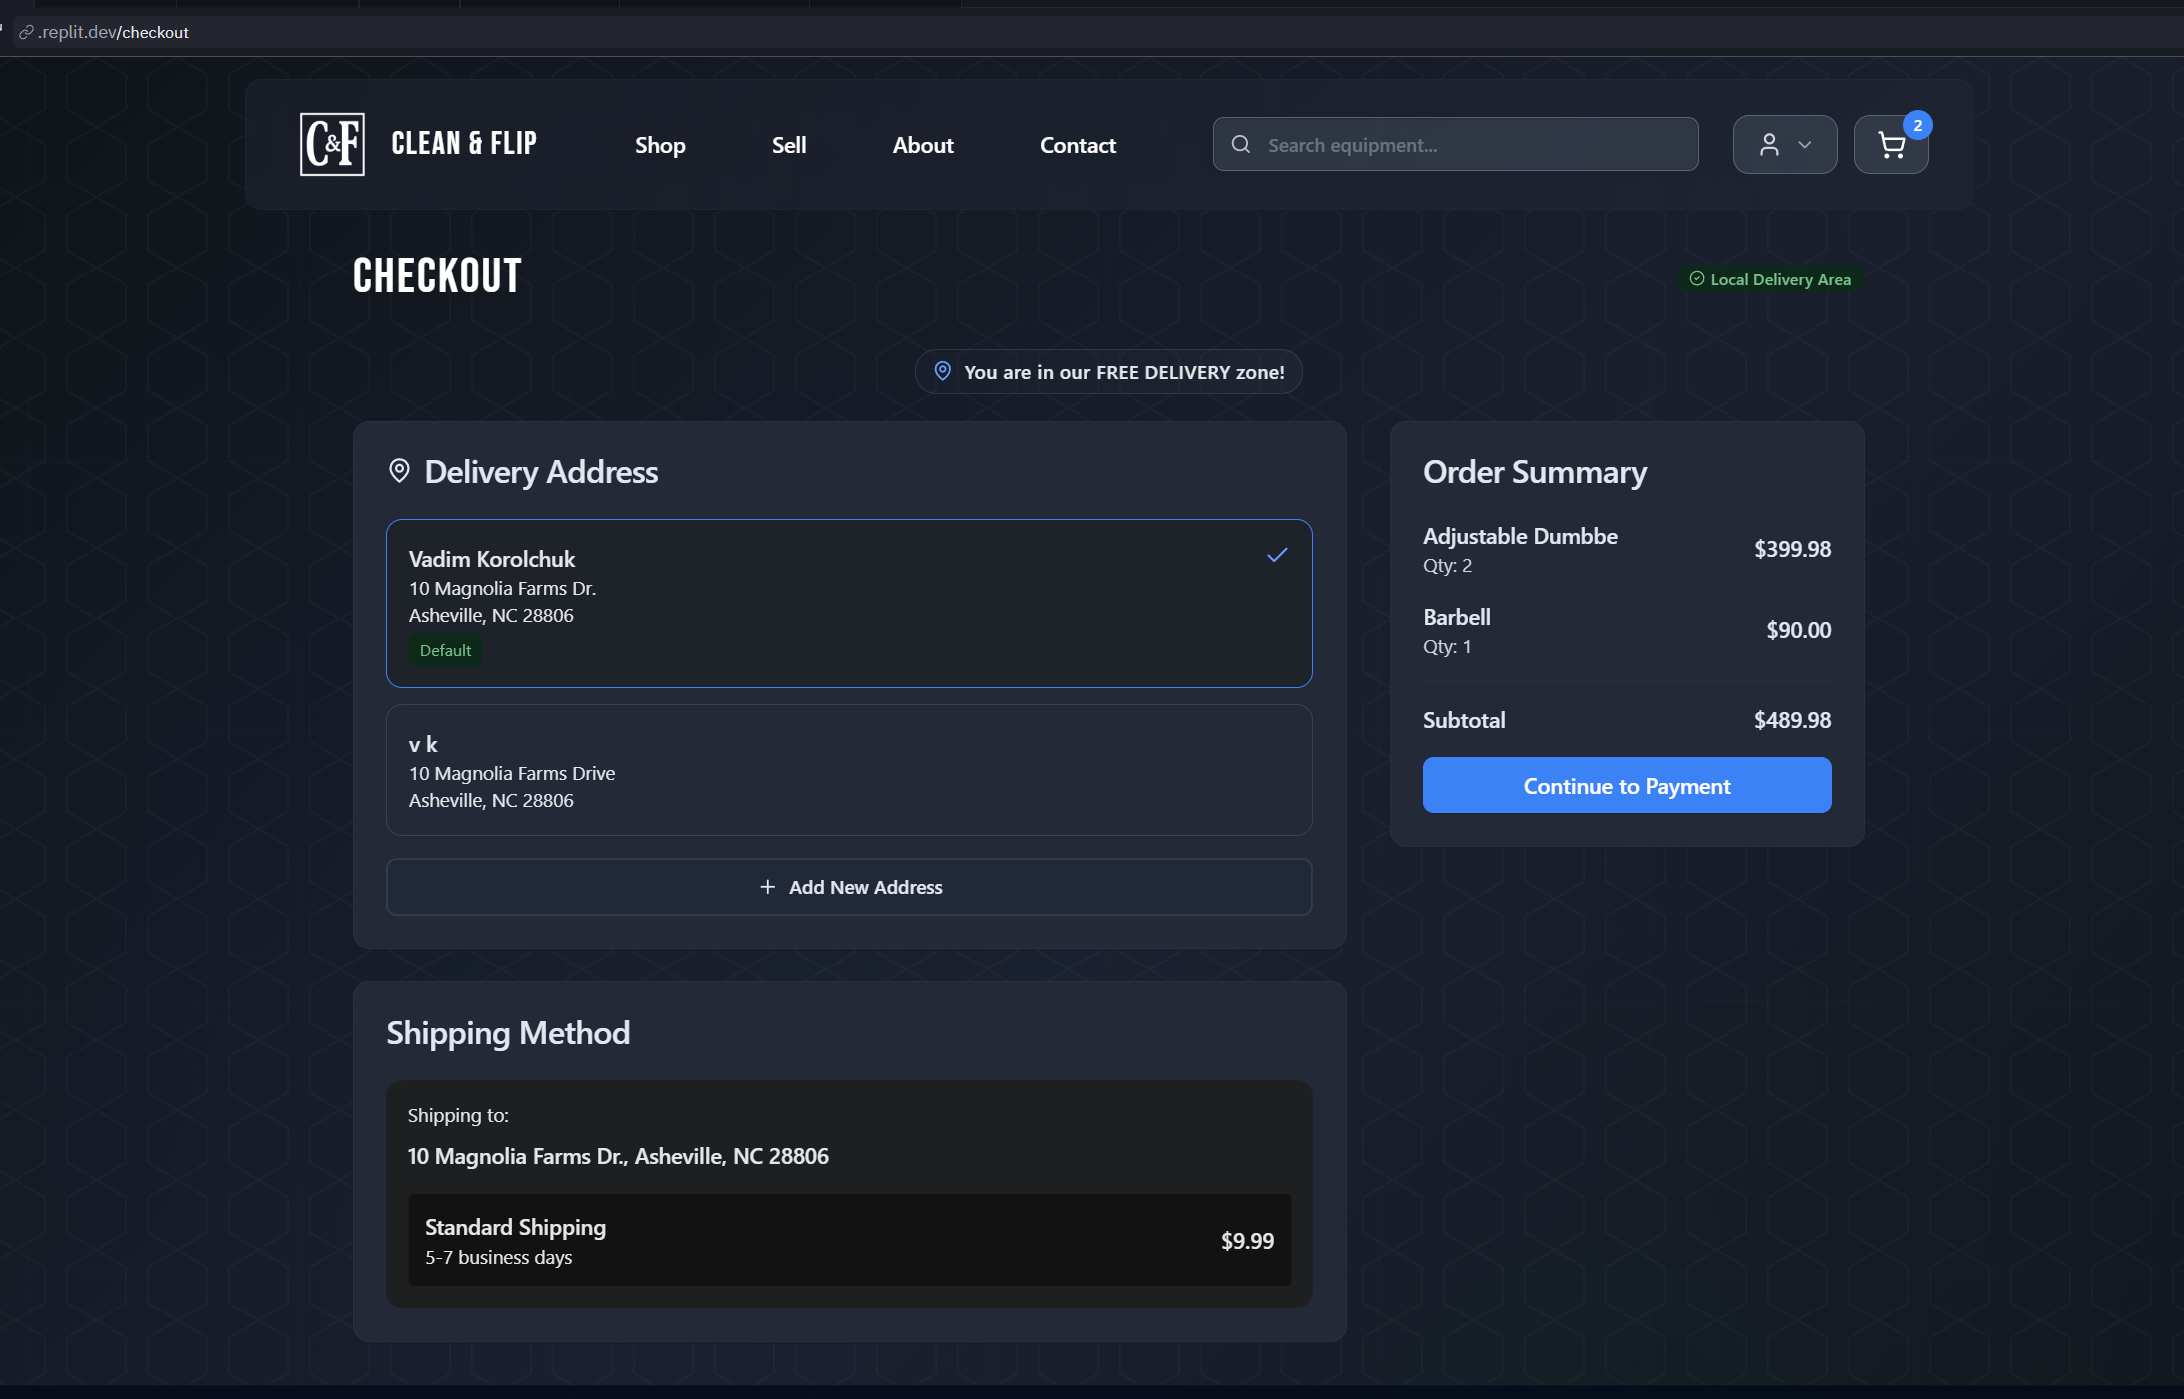 .replit.dev/checkout
C&F
CLEAN & FLIP
Shop
Sell
About
Contact
Search equipment...
2
CHECKOUT
Local Delivery Area
You are in our FREE DELIVERY zone!
Delivery Address
Vadim Korolchuk
10 Magnolia Farms Dr.
Asheville, NC 28806
Default
v k
10 Magnolia Farms Drive
Asheville, NC 28806
Add New Address
Order Summary
Adjustable Dumbbe
Qty: 2
$399.98
Barbell
Qty: 1
$90.00
Subtotal
$489.98
Continue to Payment
Shipping Method
Shipping to:
10 Magnolia Farms Dr., Asheville, NC 28806
Standard Shipping
5-7 business days
$9.99